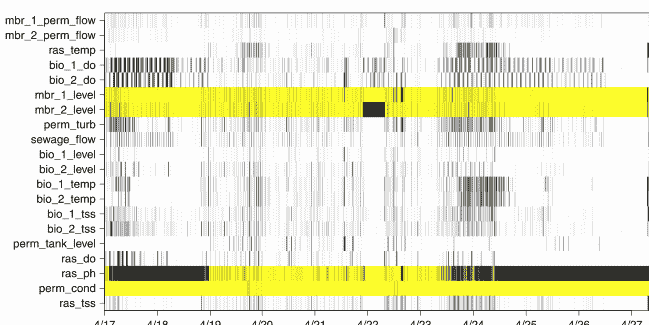 mbr_1_perm_flow
mbr_2_perm_flow
ras_temp
bio_1_do
bio_2_do
mbr_1_level
mbr_2_level
perm_turb
sewage_flow
bio_1_level
bio_2_level
bio_1_temp
bio_2_temp
bio_1_tss
bio_2_tss
perm_tank_level
ras_do
ras_ph
perm_cond
ras_tss
4/17 4/18 4/19 4/20 4/21 4/22 4/23 4/24 4/25 4/26 4/27